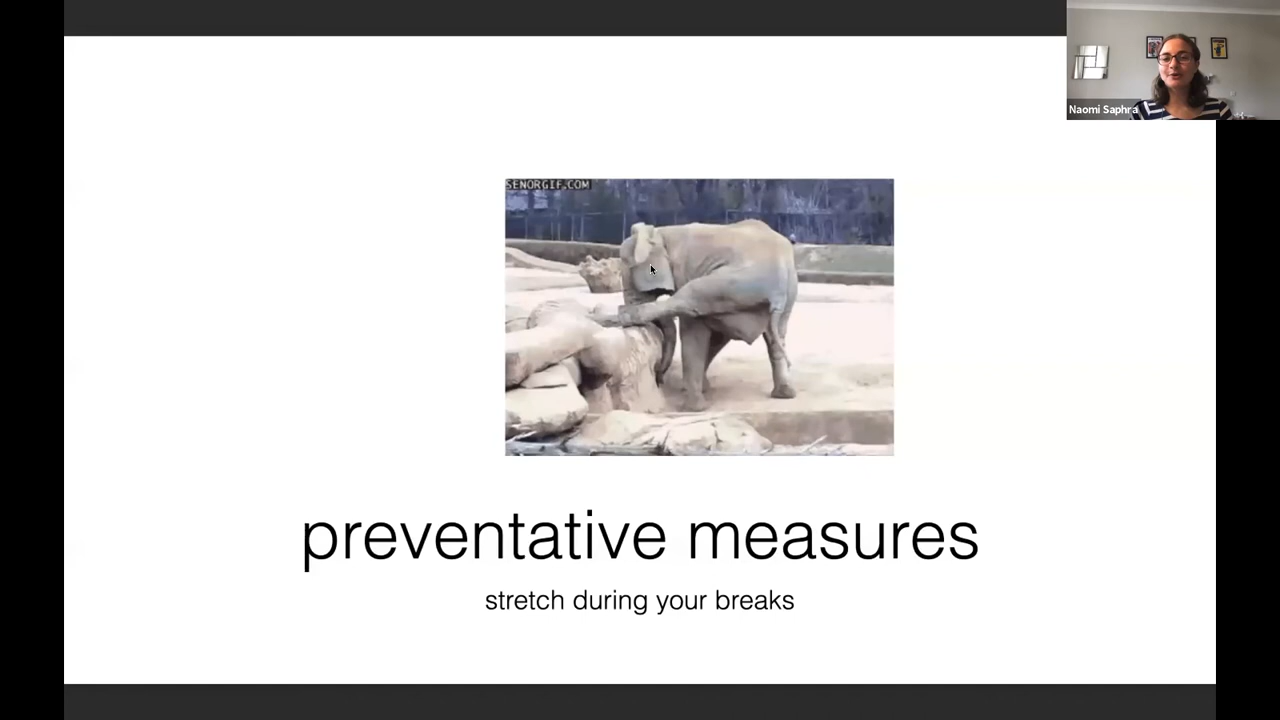 Naomi Saphra
SENORGIF.COM
preventative measures
stretch during your breaks